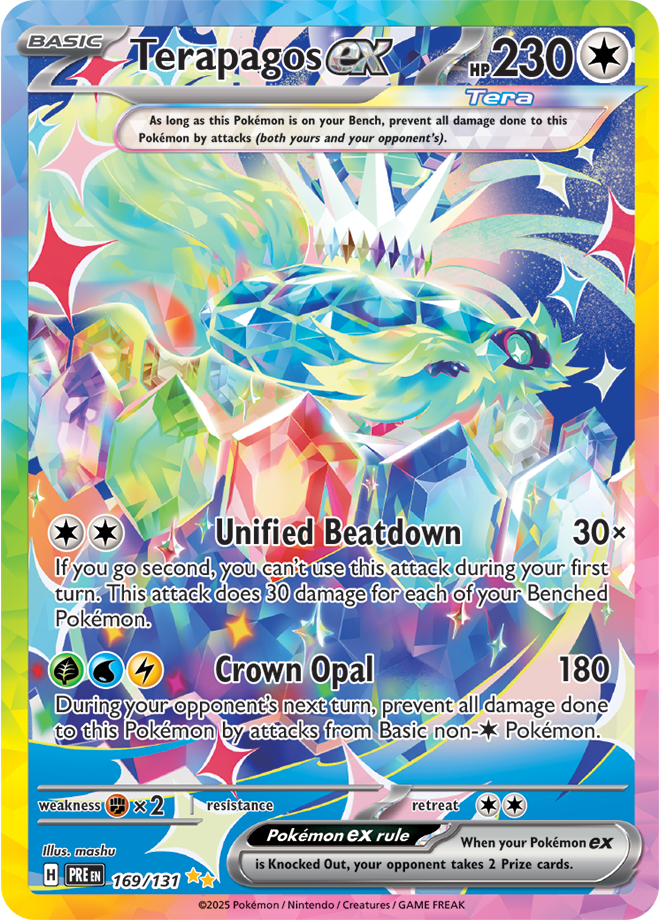 BASIC
Terapagos ex
HP 230
Tera
As long as this Pokémon is on your Bench, prevent all damage done to this
Pokémon by attacks (both yours and your opponent's).
Unified Beatdown 30×
If you go second, you can't use this attack during your first
turn. This attack does 30 damage for each of your Benched
Pokémon.
Crown Opal 180
During your opponent's next turn, prevent all damage done
to this Pokémon by attacks from Basic non- Pokémon.
weakness ×2 resistance retreat
Pokémon ex rule
When your Pokémon ex
is Knocked Out, your opponent takes 2 Prize cards.
Illus. mashu
H PRE EN 169/131
©2025 Pokémon / Nintendo / Creatures / GAME FREAK